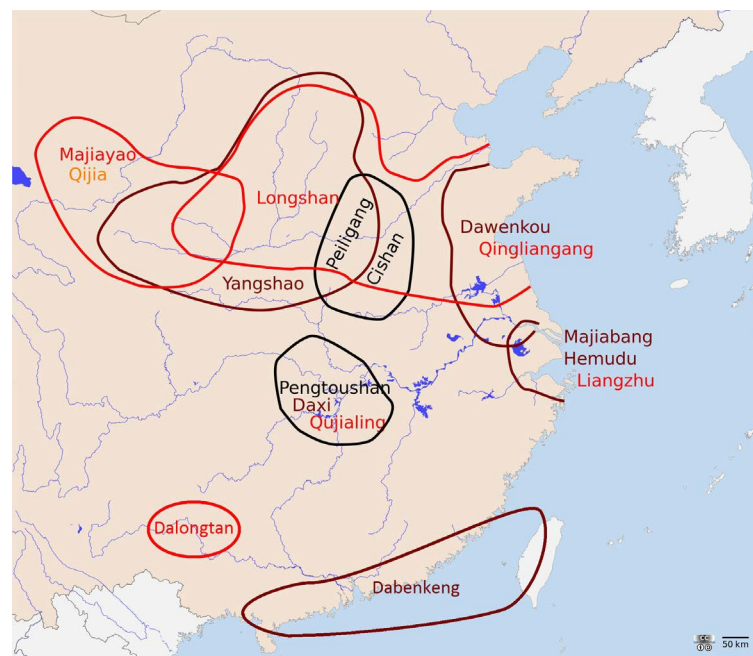 Majiayao
Qijia
Longshan
Peiligang
Cishan
Yangshao
Dawenkou
Qingliangang
Majiabang
Hemudu
Liangzhu
Pengtoushan
Daxi
Qujialing
Dalongtan
Dabenkeng
50 km